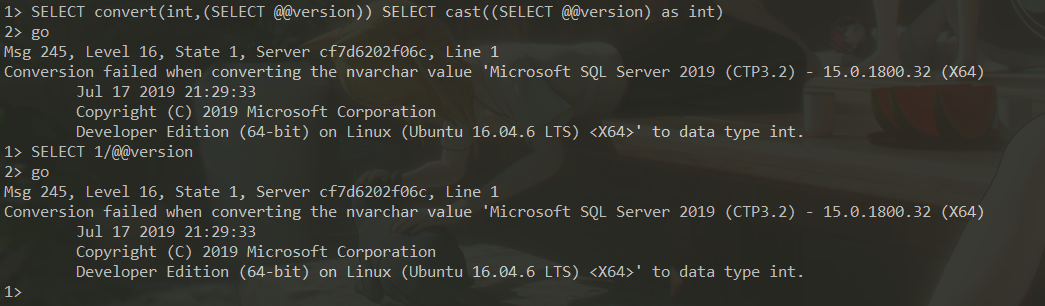 1> SELECT convert(int,(SELECT @@version)) SELECT cast((SELECT @@version) as int)
2> go
Msg 245, Level 16, State 1, Server cf7d6202f06c, Line 1
Conversion failed when converting the nvarchar value 'Microsoft SQL Server 2019 (CTP3.2) - 15.0.1800.32 (X64)
        Jul 17 2019 21:29:33
        Copyright (C) 2019 Microsoft Corporation
        Developer Edition (64-bit) on Linux (Ubuntu 16.04.6 LTS) <X64>' to data type int.
1> SELECT 1/@@version
2> go
Msg 245, Level 16, State 1, Server cf7d6202f06c, Line 1
Conversion failed when converting the nvarchar value 'Microsoft SQL Server 2019 (CTP3.2) - 15.0.1800.32 (X64)
        Jul 17 2019 21:29:33
        Copyright (C) 2019 Microsoft Corporation
        Developer Edition (64-bit) on Linux (Ubuntu 16.04.6 LTS) <X64>' to data type int.
1>